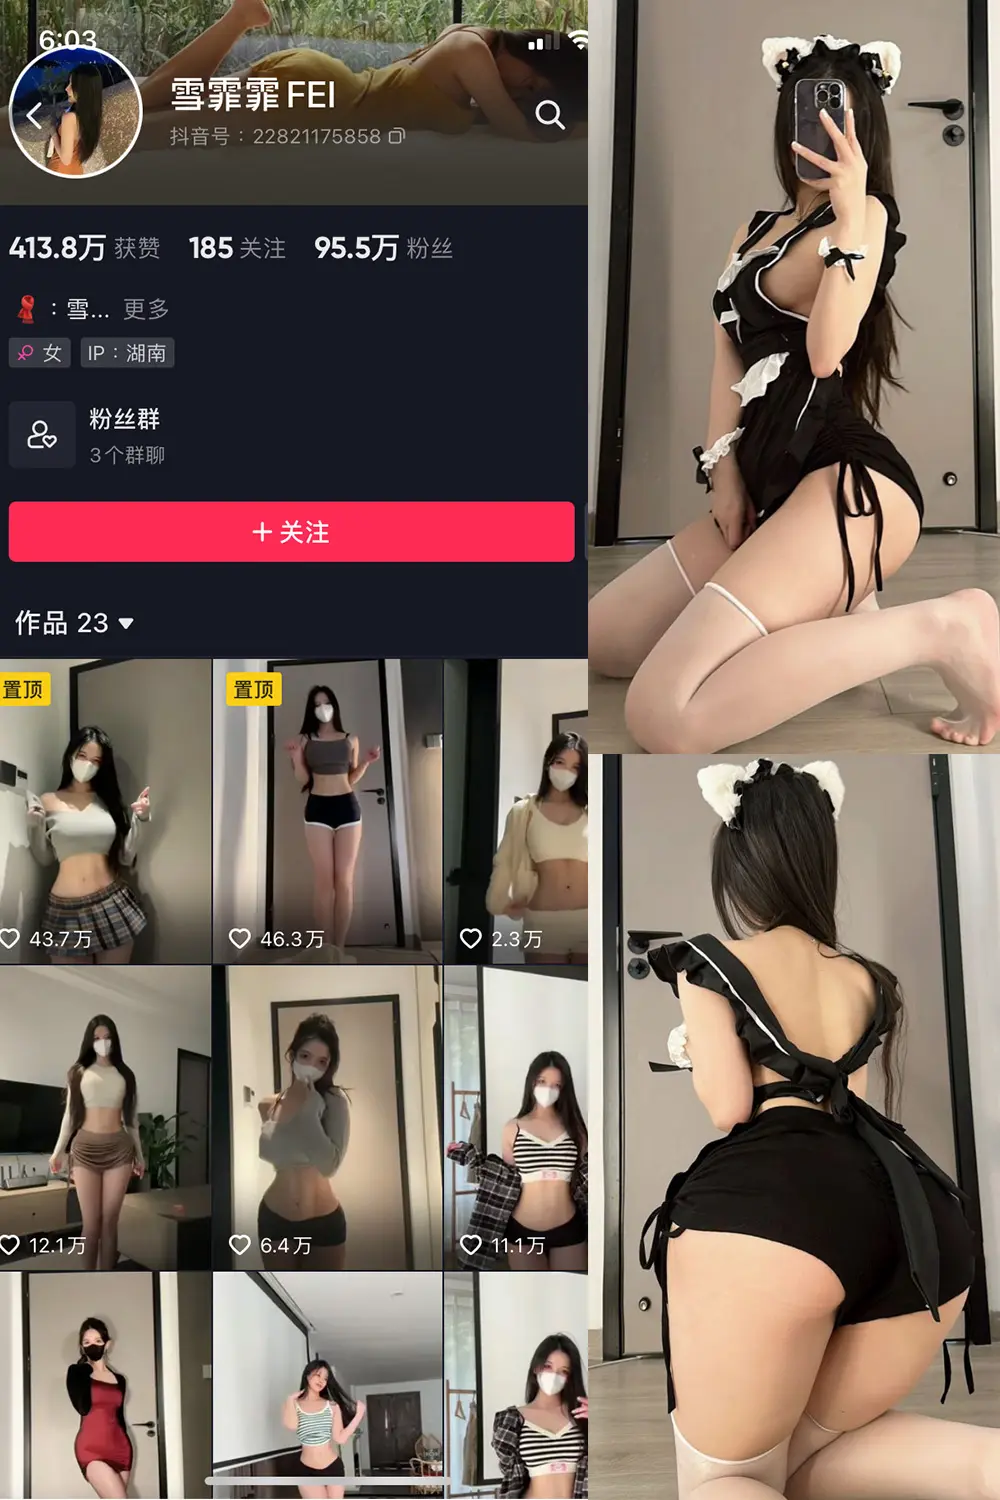 6:03
雪霏霏FEI
抖音号：22821175858
413.8万 获赞 185 关注 95.5万 粉丝
：雪... 更多
女 IP：湖南
粉丝群
3个群聊
+ 关注
作品 23
置顶
置顶
43.7万
46.3万
2.3万
12.1万
6.4万
11.1万